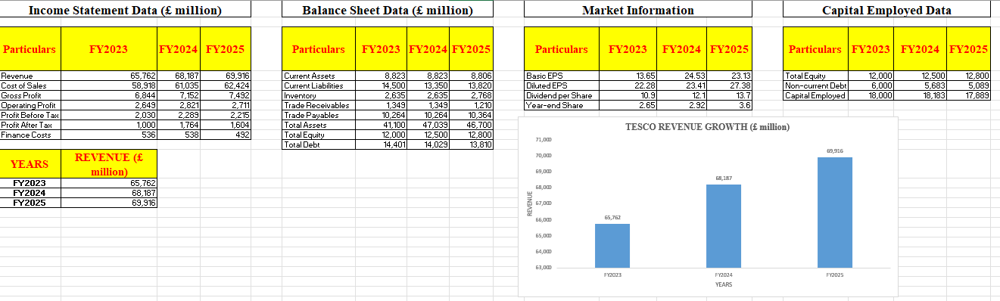 Income Statement Data (£ million)
Particulars FY2023 FY2024 FY2025
Revenue 65,762 68,187 69,916
Cost of Sales 58,918 61,035 62,424
Gross Profit 6,844 7,152 7,492
Operating Profit 2,649 2,821 2,711
Profit Before Tax 2,030 2,289 2,215
Profit After Tax 1,000 1,764 1,604
Finance Costs 536 538 492
YEARS REVENUE (£
million)
FY2023 65,762
FY2024 68,187
FY2025 69,916
Balance Sheet Data (£ million)
Particulars FY2023 FY2024 FY2025
Current Assets 8,823 8,823 8,806
Current Liabilities 14,500 13,350 13,620
Inventory 2,635 2,635 2,768
Trade Receivables 1,349 1,349 1,210
Trade Payables 10,264 10,264 10,364
Total Assets 41,100 47,039 46,700
Total Equity 12,000 12,500 12,800
Total Debt 14,401 14,029 13,810
Market Information
Particulars FY2023 FY2024 FY2025
Basic EPS 13.65 24.53 23.13
Diluted EPS 22.28 23.41 27.38
Dividend per Share 10.9 12.1 13.7
Year-end Share 2.65 2.92 3.6
Capital Employed Data
Particulars FY2023 FY2024 FY2025
Total Equity 12,000 12,500 12,800
Non-current Debt 6,000 5,683 5,089
Capital Employed 18,000 18,183 17,889
TESCO REVENUE GROWTH (£ million)
71,000
70,000
69,000
68,000
67,000
66,000
65,000
64,000
63,000
REVENUE
65,762
68,187
69,916
FY2023 FY2024 FY2025
YEARS